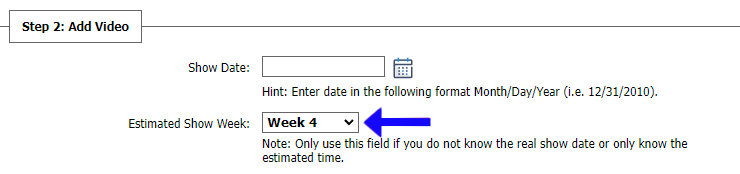 Step 2: Add Video
Show Date:
Hint: Enter date in the following format Month/Day/Year (i.e. 12/31/2010).
Estimated Show Week: Week 4
Note: Only use this field if you do not know the real show date or only know the
estimated time.